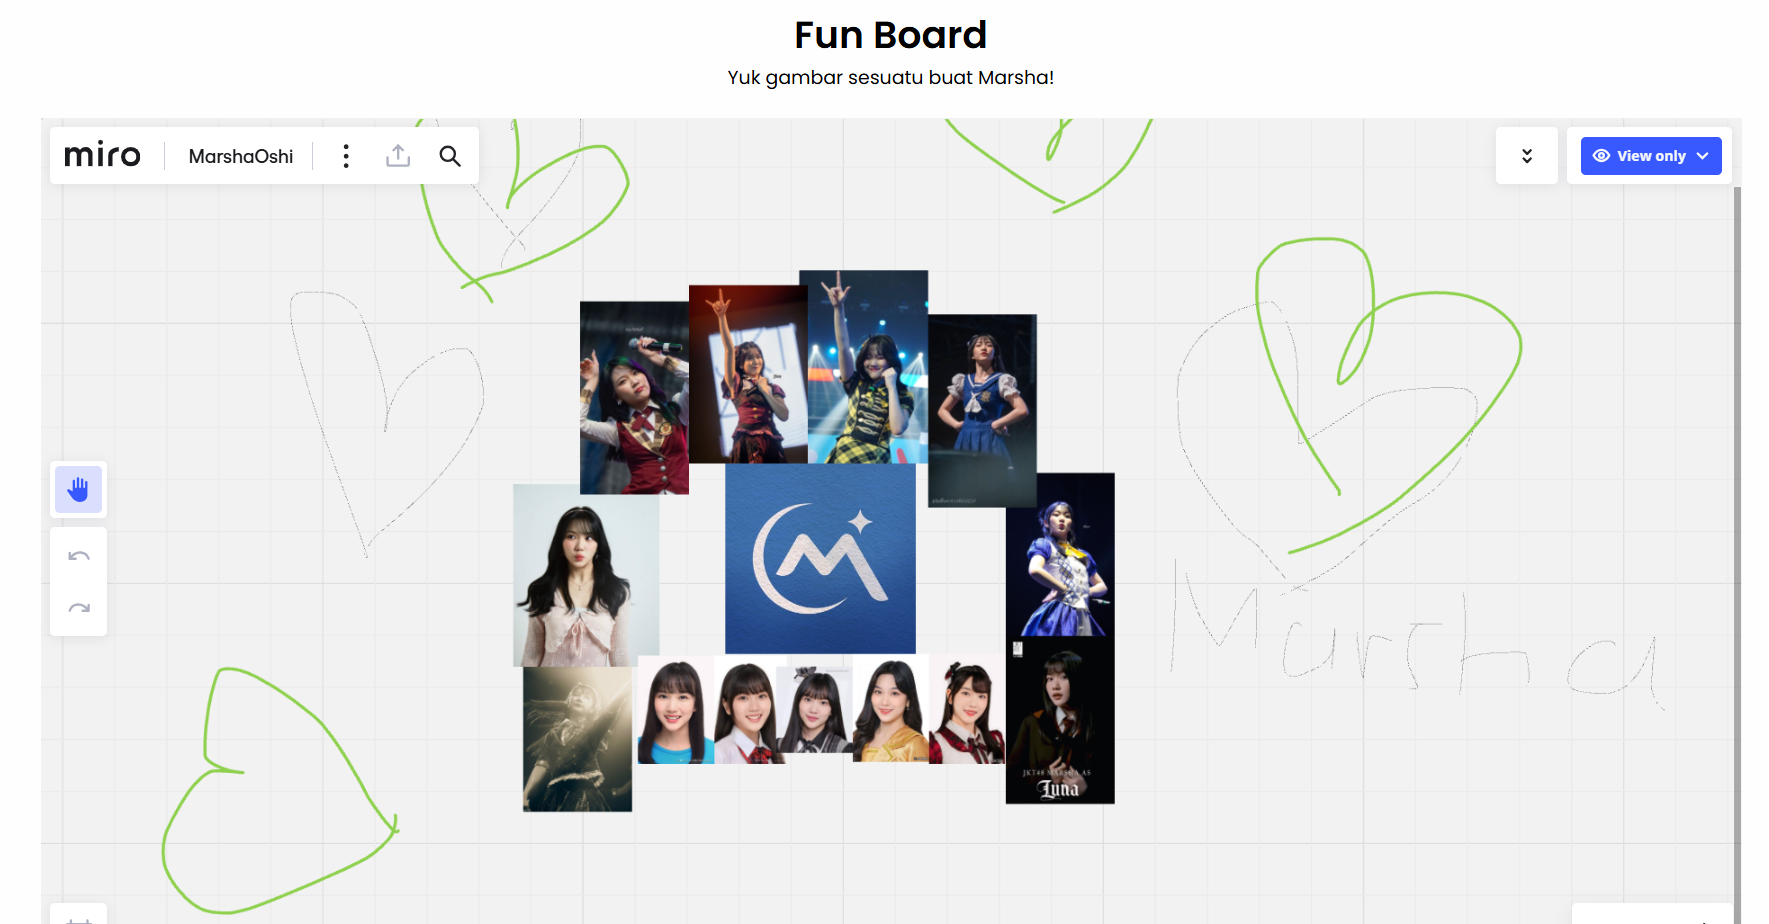 Fun Board
Yuk gambar sesuatu buat Marsha!
miro
MarshaOshi
View only
Marsha
JKT48 MARSHA AS
Luna